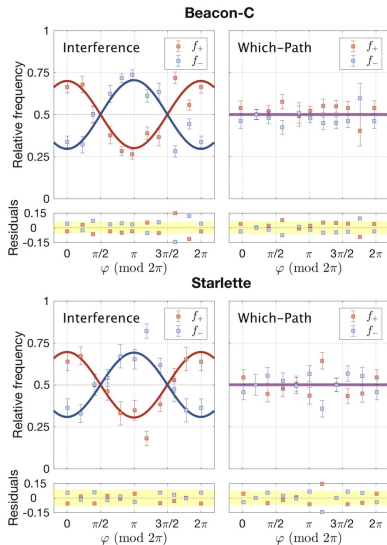 Beacon-C
Interference
f+
f−
Which-Path
f+
f−
Relative frequency
1
0.75
0.5
0.25
0
Residuals
0.15
0
-0.15
0 π/2 π 3π/2 2π
0 π/2 π 3π/2 2π
φ (mod 2π)
φ (mod 2π)
Starlette
Interference
f+
f−
Which-Path
f+
f−
Relative frequency
1
0.75
0.5
0.25
0
Residuals
0.15
0
-0.15
0 π/2 π 3π/2 2π
0 π/2 π 3π/2 2π
φ (mod 2π)
φ (mod 2π)